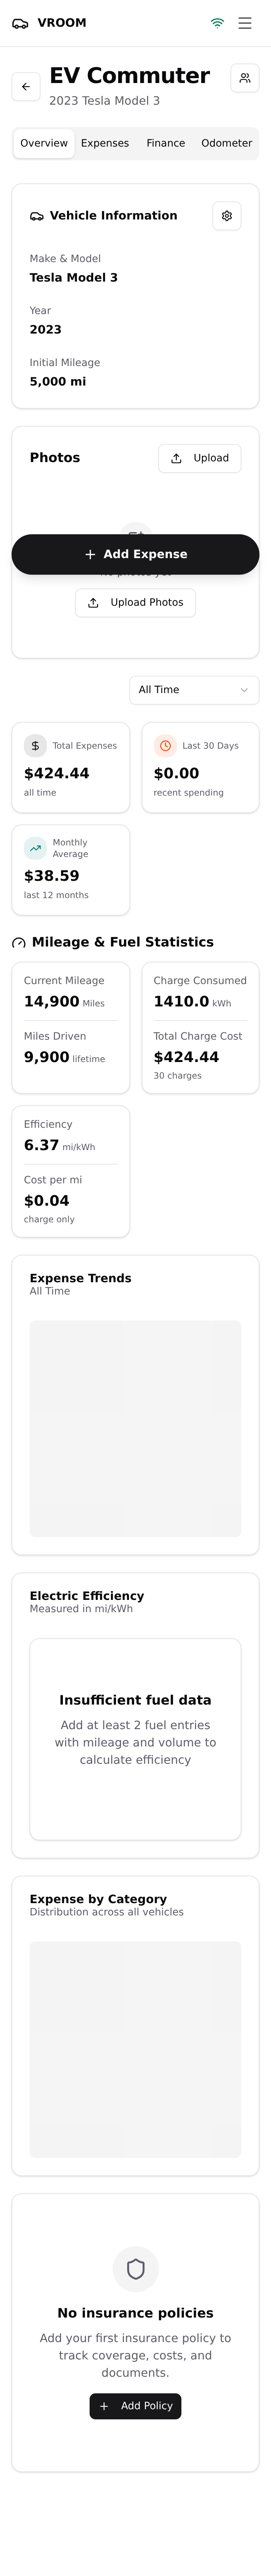 VROOM
EV Commuter
2023 Tesla Model 3
Overview
Expenses
Finance
Odometer
Vehicle Information
Make & Model
Tesla Model 3
Year
2023
Initial Mileage
5,000 mi
Photos
Upload
Add Expense
Upload Photos
All Time
Total Expenses
$424.44
all time
Last 30 Days
$0.00
recent spending
Monthly
Average
$38.59
last 12 months
Mileage & Fuel Statistics
Current Mileage
14,900 Miles
Miles Driven
9,900 lifetime
Charge Consumed
1410.0 kWh
Total Charge Cost
$424.44
30 charges
Efficiency
6.37 mi/kWh
Cost per mi
$0.04
charge only
Expense Trends
All Time
Electric Efficiency
Measured in mi/kWh
Insufficient fuel data
Add at least 2 fuel entries
with mileage and volume to
calculate efficiency
Expense by Category
Distribution across all vehicles
No insurance policies
Add your first insurance policy to
track coverage, costs, and
documents.
Add Policy